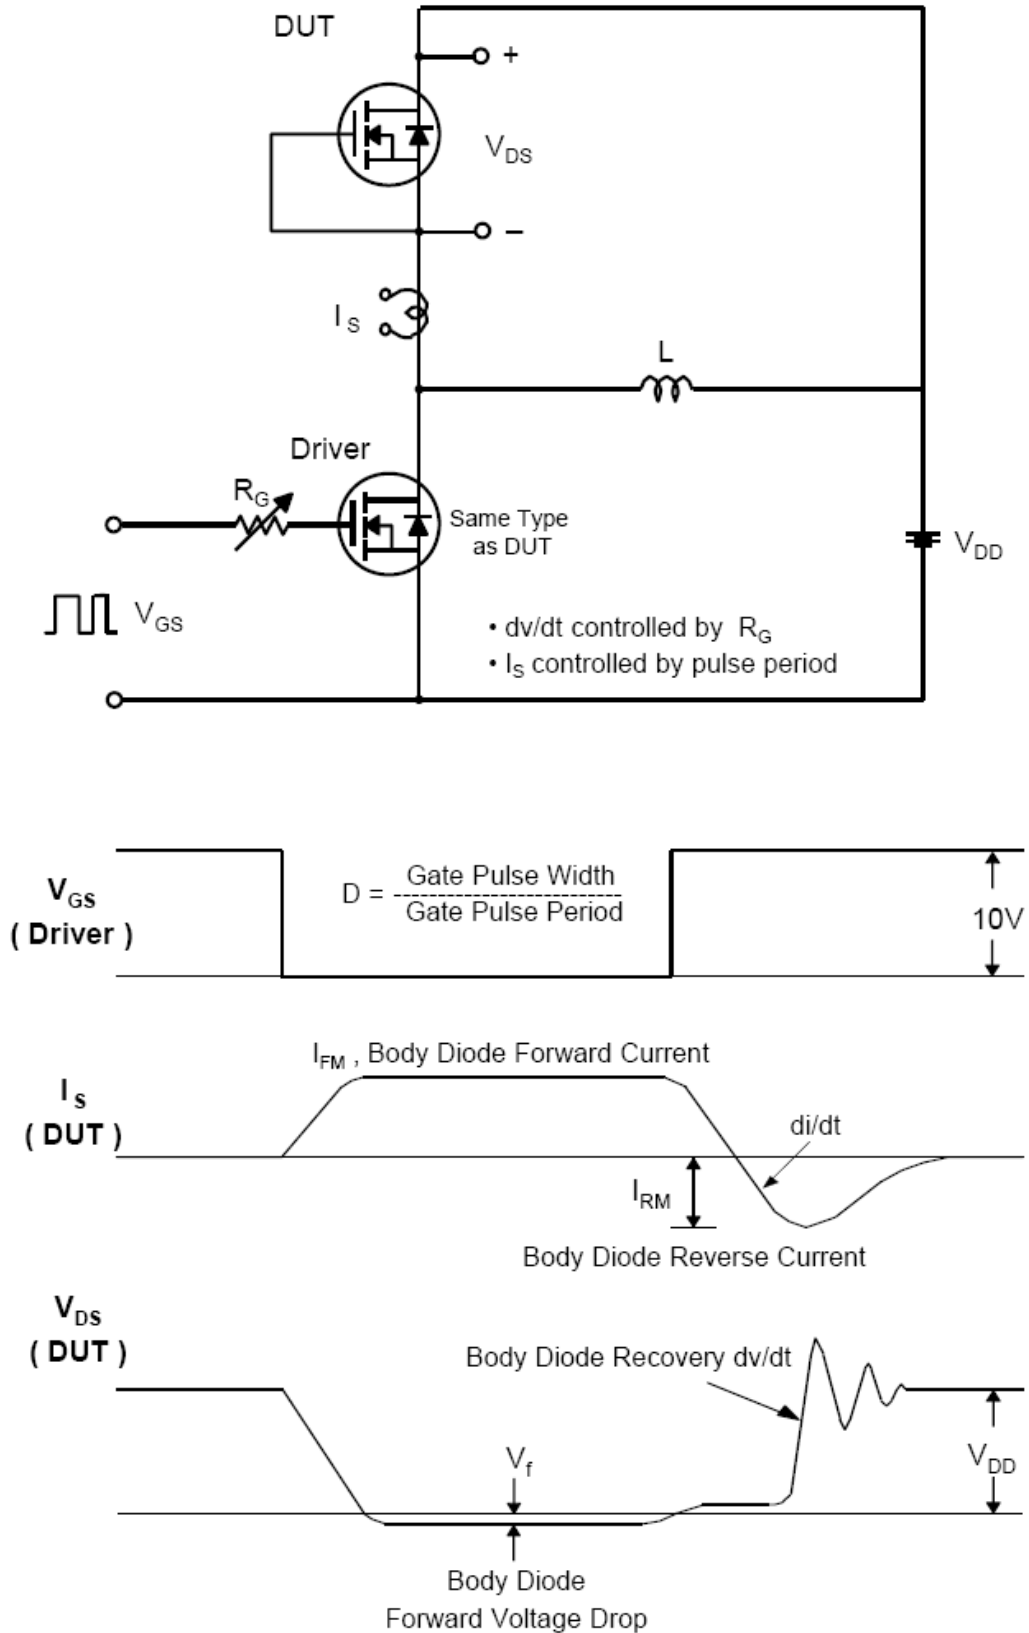 DUT
+
V_DS
−
I_S
L
Driver
R_G
Same Type
as DUT
V_DD
V_GS
• dv/dt controlled by R_G
• I_S controlled by pulse period
V_GS
( Driver )
D = Gate Pulse Width
Gate Pulse Period
10V
I_FM , Body Diode Forward Current
I_S
( DUT )
di/dt
I_RM
Body Diode Reverse Current
V_DS
( DUT )
Body Diode Recovery dv/dt
V_f
V_DD
Body Diode
Forward Voltage Drop